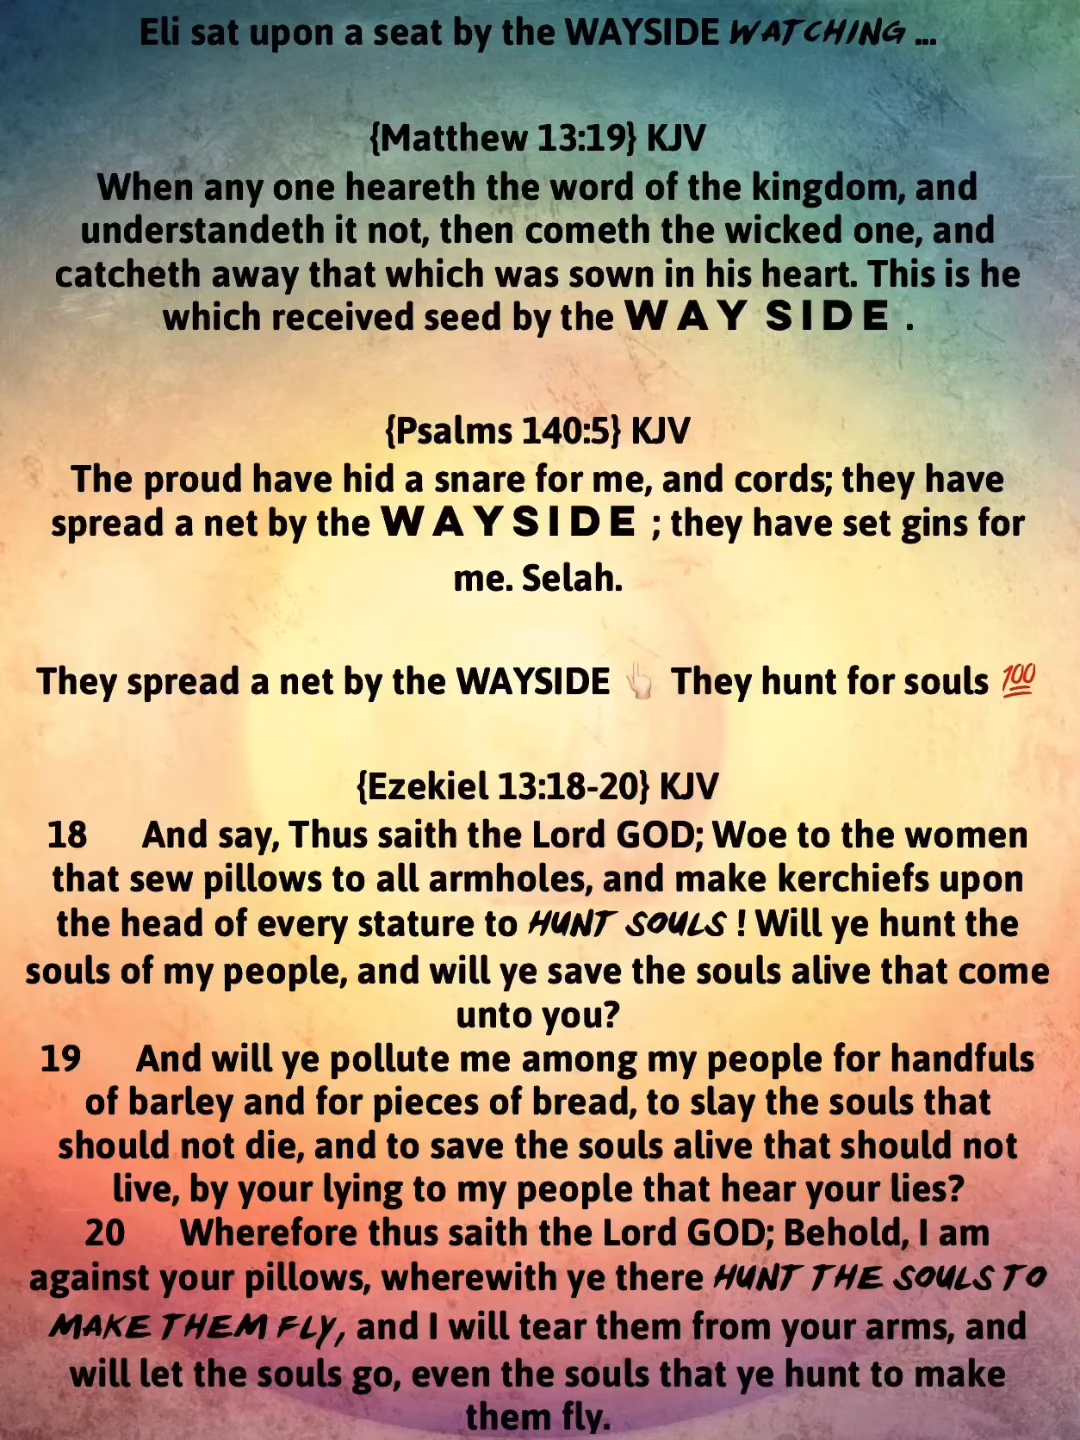 Eli sat upon a seat by the WAYSIDE WATCHING ...
{Matthew 13:19} KJV
When any one heareth the word of the kingdom, and
understandeth it not, then cometh the wicked one, and
catcheth away that which was sown in his heart. This is he
which received seed by the WAY SIDE .
{Psalms 140:5} KJV
The proud have hid a snare for me, and cords; they have
spread a net by the WAYSIDE ; they have set gins for
me. Selah.
They spread a net by the WAYSIDE 👆🏻 They hunt for souls 💯
{Ezekiel 13:18-20} KJV
18 And say, Thus saith the Lord GOD; Woe to the women
that sew pillows to all armholes, and make kerchiefs upon
the head of every stature to HUNT SOULS ! Will ye hunt the
souls of my people, and will ye save the souls alive that come
unto you?
19 And will ye pollute me among my people for handfuls
of barley and for pieces of bread, to slay the souls that
should not die, and to save the souls alive that should not
live, by your lying to my people that hear your lies?
20 Wherefore thus saith the Lord GOD; Behold, I am
against your pillows, wherewith ye there HUNT THE SOULS TO
MAKE THEM FLY, and I will tear them from your arms, and
will let the souls go, even the souls that ye hunt to make
them fly.